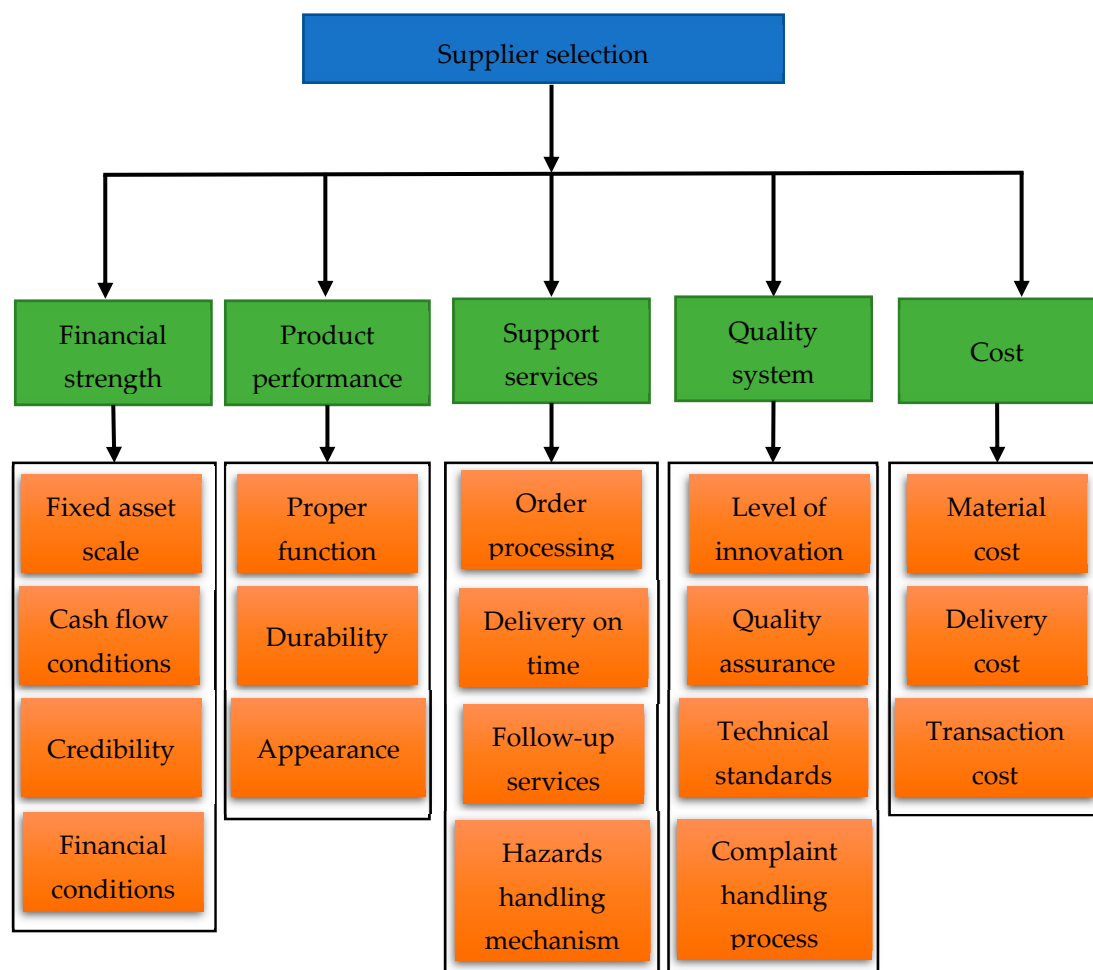 Supplier selection
Financial
strength
Product
performance
Support
services
Quality
system
Cost
Fixed asset
scale
Cash flow
conditions
Credibility
Financial
conditions
Proper
function
Durability
Appearance
Order
processing
Delivery on
time
Follow-up
services
Hazards
handling
mechanism
Level of
innovation
Quality
assurance
Technical
standards
Complaint
handling
process
Material
cost
Delivery
cost
Transaction
cost